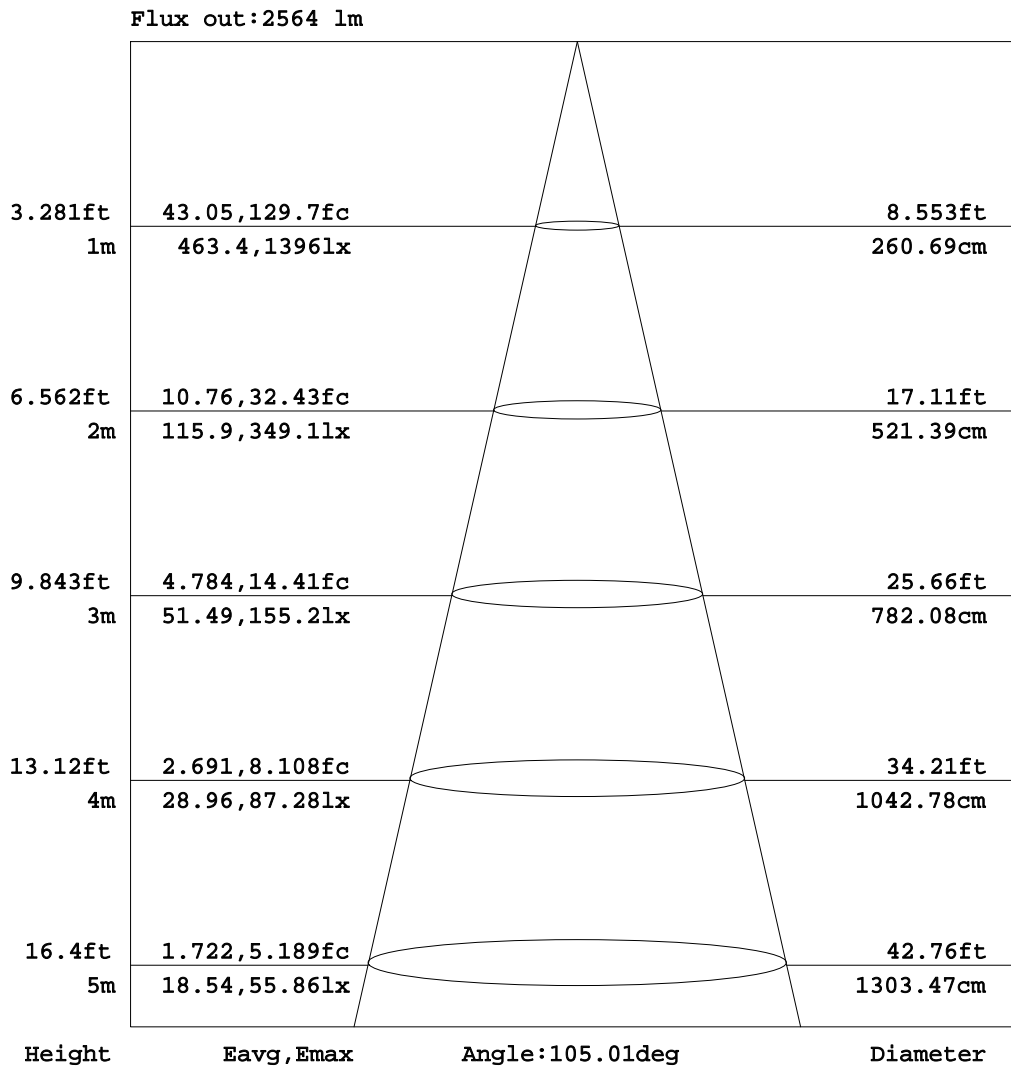 Flux out:2564 lm
3.281ft 43.05,129.7fc 8.553ft
1m 463.4,1396lx 260.69cm
6.562ft 10.76,32.43fc 17.11ft
2m 115.9,349.1lx 521.39cm
9.843ft 4.784,14.41fc 25.66ft
3m 51.49,155.2lx 782.08cm
13.12ft 2.691,8.108fc 34.21ft
4m 28.96,87.28lx 1042.78cm
16.4ft 1.722,5.189fc 42.76ft
5m 18.54,55.86lx 1303.47cm
Height Eavg,Emax Angle:105.01deg Diameter